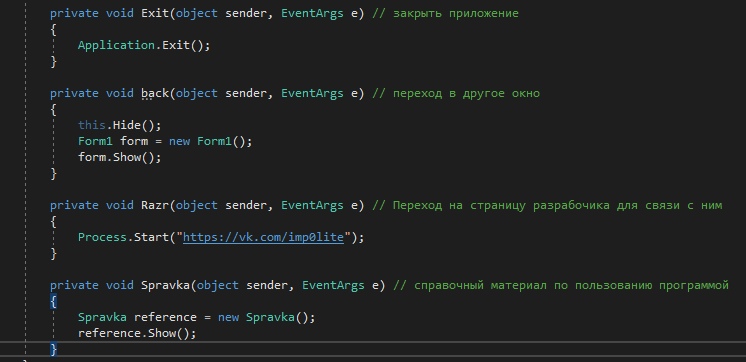 private void Exit(object sender, EventArgs e) // закрыть приложение
{
Application.Exit();
}
private void back(object sender, EventArgs e) // переход в другое окно
{
this.Hide();
Form1 form = new Form1();
form.Show();
}
private void Razr(object sender, EventArgs e) // Переход на страницу разрабочика для связи с ним
{
Process.Start("https://vk.com/imp0lite");
}
private void Spravka(object sender, EventArgs e) // справочный материал по пользованию программой
{
Spravka reference = new Spravka();
reference.Show();
}